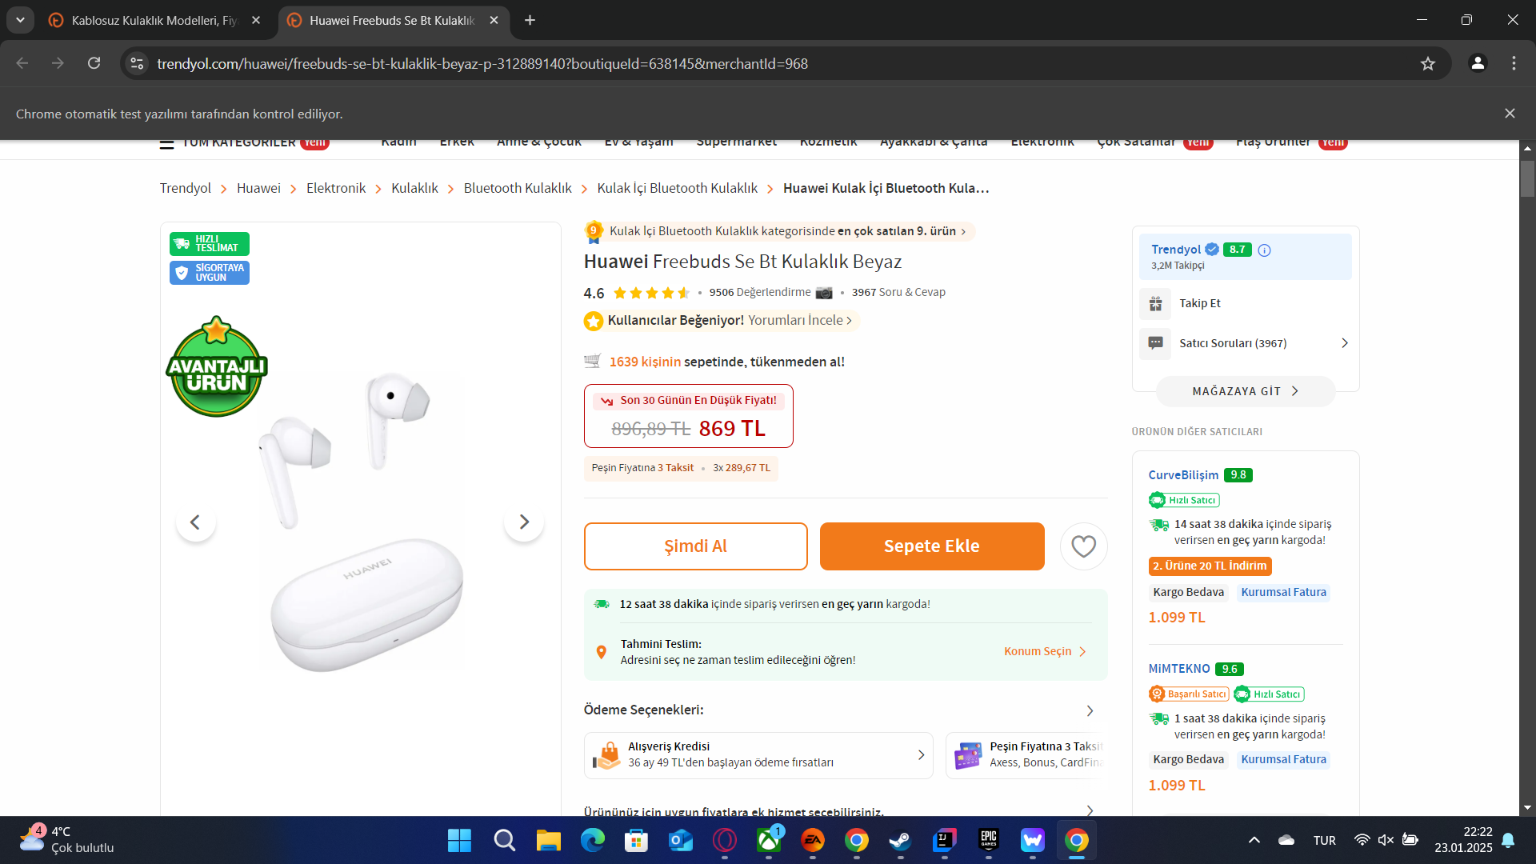 Kablosuz Kulaklık Modelleri, Fiy
Huawei Freebuds Se Bt Kulaklık
trendyol.com/huawei/freebuds-se-bt-kulaklik-beyaz-p-312889140?boutiqueId=638145&merchantId=968
Chrome otomatik test yazılımı tarafından kontrol ediliyor.
TÜM KATEGORİLER Yeni Kadın Erkek Anne & Çocuk Ev & Yaşam Süpermarket Kozmetik Ayakkabı & Çanta Elektronik Çok Satanlar Yeni Flaş Ürünler Yeni
Trendyol > Huawei > Elektronik > Kulaklık > Bluetooth Kulaklık > Kulak İçi Bluetooth Kulaklık > Huawei Kulak İçi Bluetooth Kula...
HIZLI
TESLİMAT
SİGORTAYA
UYGUN
AVANTAJLI
ÜRÜN
HUAWEI
9 Kulak İçi Bluetooth Kulaklık kategorisinde en çok satılan 9. ürün >
Huawei Freebuds Se Bt Kulaklık Beyaz
4.6 • 9506 Değerlendirme • 3967 Soru & Cevap
Kullanıcılar Beğeniyor! Yorumları İncele >
1639 kişinin sepetinde, tükenmeden al!
Son 30 Günün En Düşük Fiyatı!
896,89 TL 869 TL
Peşin Fiyatına 3 Taksit • 3x 289,67 TL
Şimdi Al
Sepete Ekle
12 saat 38 dakika içinde sipariş verirsen en geç yarın kargoda!
Tahmini Teslim:
Adresini seç ne zaman teslim edileceğini öğren!
Konum Seçin >
Ödeme Seçenekleri:
Alışveriş Kredisi
36 ay 49 TL'den başlayan ödeme fırsatları
Peşin Fiyatına 3 Taksi
Axess, Bonus, CardFina
Ürününüz için uygun fiyatlara ek hizmet seçebilirsiniz.
Trendyol 8.7
3,2M Takipçi
Takip Et
Satıcı Soruları (3967)
MAĞAZAYA GİT >
ÜRÜNÜN DİĞER SATICILARI
CurveBilişim 9.8
Hızlı Satıcı
14 saat 38 dakika içinde sipariş
verirsen en geç yarın kargoda!
2. Ürüne 20 TL İndirim
Kargo Bedava Kurumsal Fatura
1.099 TL
MiMTEKNO 9.6
Başarılı Satıcı Hızlı Satıcı
1 saat 38 dakika içinde sipariş
verirsen en geç yarın kargoda!
Kargo Bedava Kurumsal Fatura
1.099 TL
4
4°C
Çok bulutlu
1
EA
IJ
EPIC
GAMES
TUR
22:22
23.01.2025